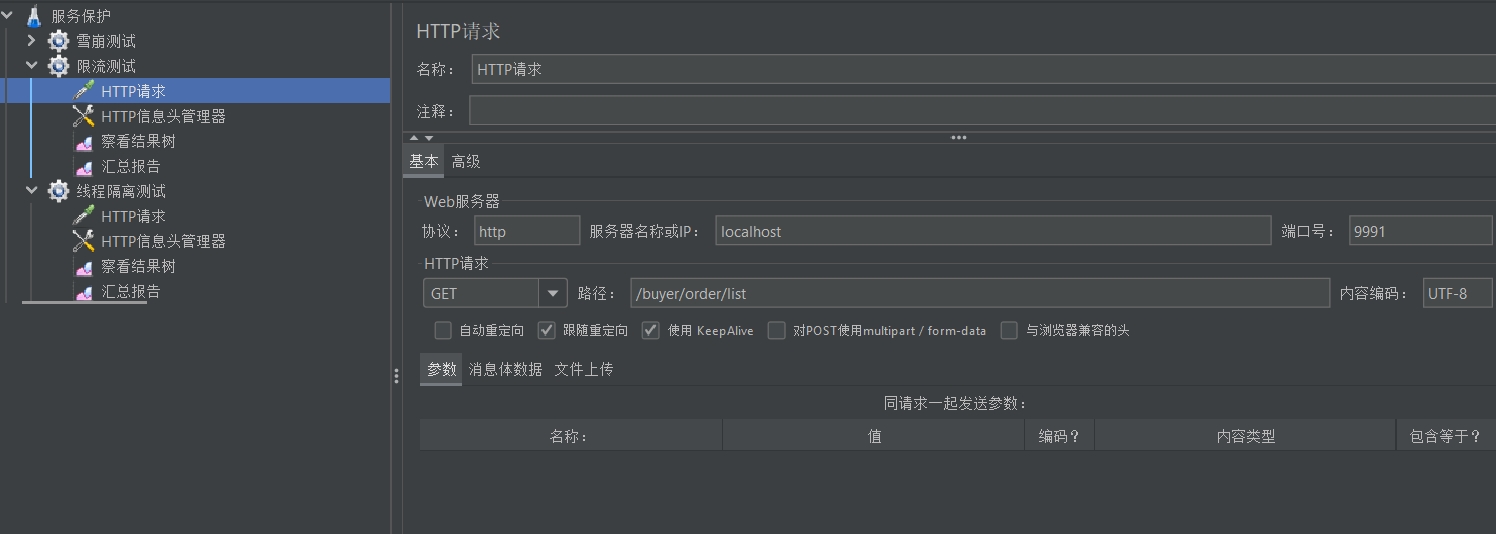 服务保护
雪崩测试
限流测试
HTTP请求
HTTP信息头管理器
察看结果树
汇总报告
线程隔离测试
HTTP请求
HTTP信息头管理器
察看结果树
汇总报告
HTTP请求
名称： HTTP请求
注释：
基本 高级
Web服务器
协议： http 服务器名称或IP： localhost 端口号： 9991
HTTP请求
GET 路径： /buyer/order/list 内容编码： UTF-8
自动重定向 跟随重定向 使用 KeepAlive 对POST使用multipart / form-data 与浏览器兼容的头
参数 消息体数据 文件上传
同请求一起发送参数：
名称： 值 编码？ 内容类型 包含等于？